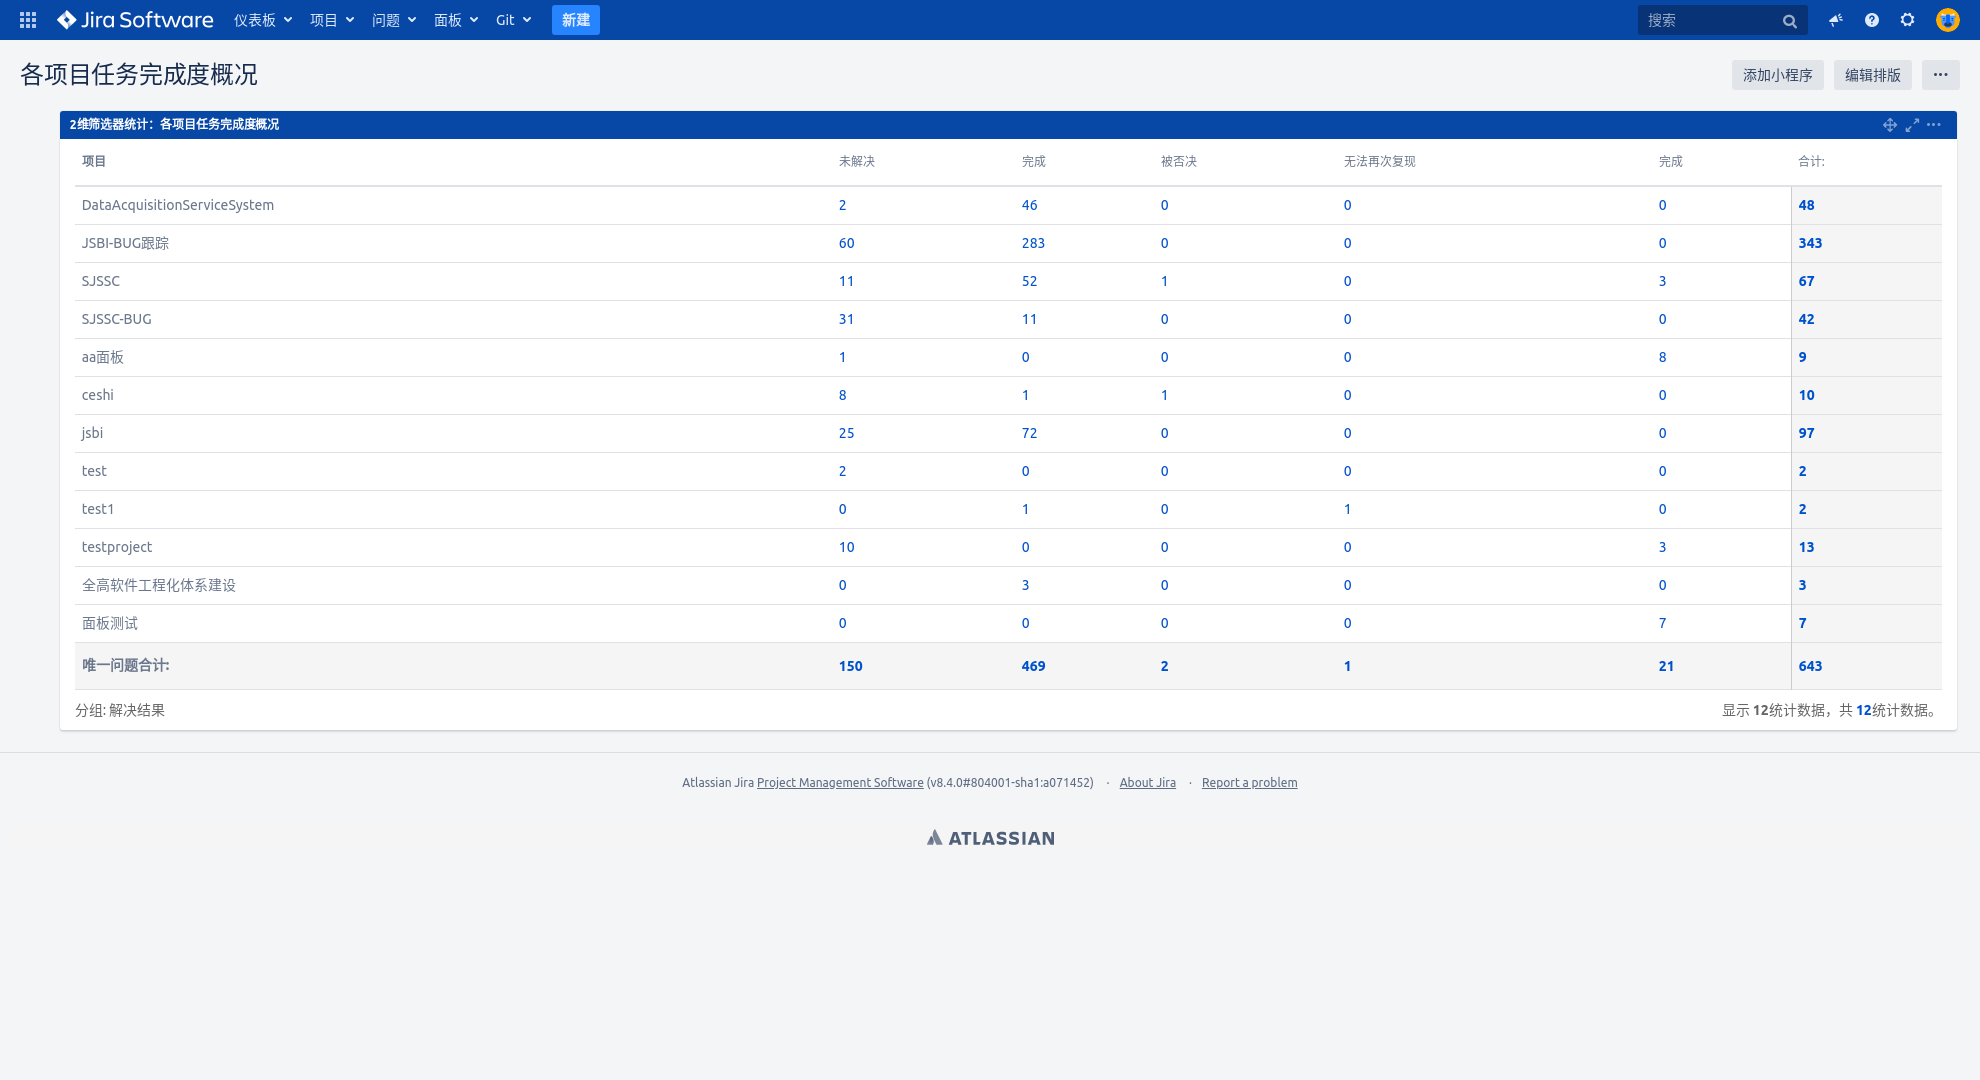 Jira Software 仪表板 项目 问题 面板 Git 新建 搜索
各项目任务完成度概况 添加小程序 编辑排版 ···
2维筛选器统计：各项目任务完成度概况
项目 未解决 完成 被否决 无法再次复现 完成 合计:
DataAcquisitionServiceSystem 2 46 0 0 0 48
JSBI-BUG跟踪 60 283 0 0 0 343
SJSSC 11 52 1 0 3 67
SJSSC-BUG 31 11 0 0 0 42
aa面板 1 0 0 0 8 9
ceshi 8 1 1 0 0 10
jsbi 25 72 0 0 0 97
test 2 0 0 0 0 2
test1 0 1 0 1 0 2
testproject 10 0 0 0 3 13
全高软件工程化体系建设 0 3 0 0 0 3
面板测试 0 0 0 0 7 7
唯一问题合计: 150 469 2 1 21 643
分组: 解决结果 显示 12统计数据，共 12统计数据。
Atlassian Jira Project Management Software (v8.4.0#804001-sha1:a071452) · About Jira · Report a problem
ATLASSIAN